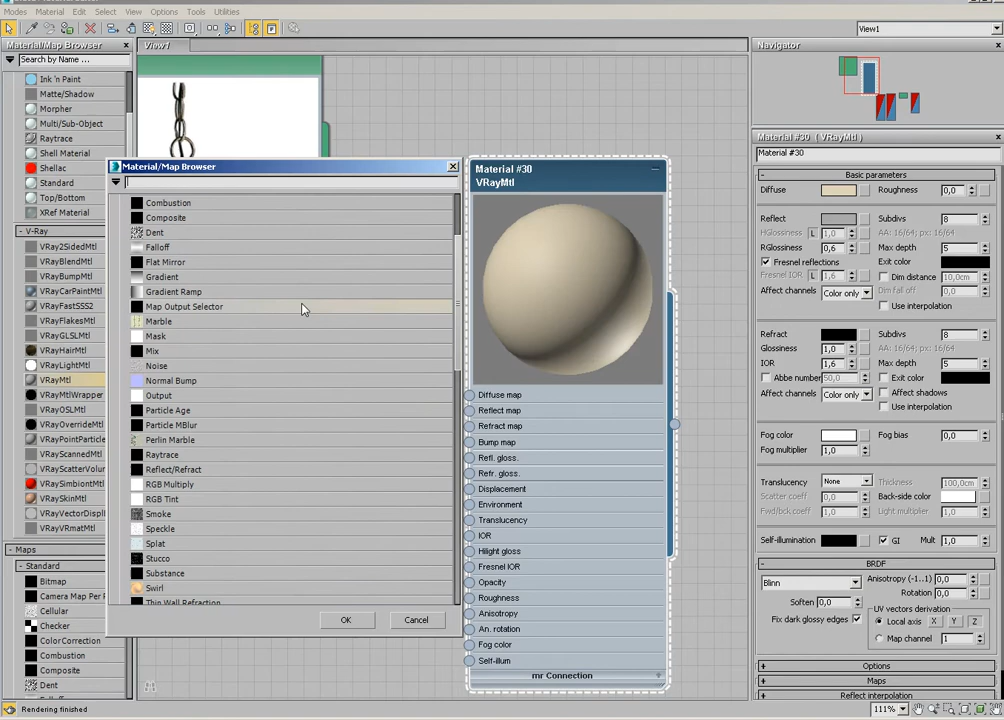 Modes Material Edit Select View Options Tools Utilities
View1
Material/Map Browser
Search by Name ...
Ink 'n Paint
Matte/Shadow
Morpher
Multi/Sub-Object
Raytrace
Shell Material
Shellac
Standard
Top/Bottom
XRef Material
- V-Ray
VRay2SidedMtl
VRayBlendMtl
VRayBumpMtl
VRayCarPaintMtl
VRayFastSSS2
VRayFlakesMtl
VRayGLSLMtl
VRayHairMtl
VRayLightMtl
VRayMtl
VRayMtlWrapper
VRayOSLMtl
VRayOverrideMtl
VRayPointParticle
VRayScannedMtl
VRayScatterVolur
VRaySimbiontMtl
VRaySkinMtl
VRayVectorDispl
VRayVRmatMtl
- Maps
- Standard
Bitmap
Camera Map Per P
Cellular
Checker
ColorCorrection
Combustion
Composite
Dent
View1
Material/Map Browser
Combustion
Composite
Dent
Falloff
Flat Mirror
Gradient
Gradient Ramp
Map Output Selector
Marble
Mask
Mix
Noise
Normal Bump
Output
Particle Age
Particle MBlur
Perlin Marble
Raytrace
Reflect/Refract
RGB Multiply
RGB Tint
Smoke
Speckle
Splat
Stucco
Substance
Swirl
Thin Wall Refraction
OK Cancel
Material #30
VRayMtl
Diffuse map
Reflect map
Refract map
Bump map
Refl. gloss.
Refr. gloss.
Displacement
Environment
Translucency
IOR
Hilight gloss
Fresnel IOR
Opacity
Roughness
Anisotropy
An. rotation
Fog color
Self-illum
mr Connection
Navigator
Material #30 ( VRayMtl )
Material #30
Basic parameters
Diffuse Roughness 0,0
Reflect Subdivs 8
HGlossiness L 1,0 AA: 16/64; px: 16/64
RGlossiness 0,6 Max depth 5
Fresnel reflections Exit color
Fresnel IOR L 1,6 Dim distance 10,0cm
Affect channels Color only Dim fall off 0,0
Use interpolation
Refract Subdivs 8
Glossiness 1,0 AA: 16/64; px: 16/64
IOR 1,6 Max depth 5
Abbe number 50,0 Exit color
Affect channels Color only Affect shadows
Use interpolation
Fog color Fog bias 0,0
Fog multiplier 1,0
Translucency None Thickness 100,0cm
Scatter coeff 0,0 Back-side color
Fwd/bck coeff 1,0 Light multiplier 1,0
Self-illumination GI Mult 1,0
BRDF
Blinn Anisotropy (-1..1) 0,0
Rotation 0,0
Soften 0,0 UV vectors derivation
Fix dark glossy edges Local axis X Y Z
Map channel 1
Options
Maps
Reflect interpolation
Rendering finished
111%